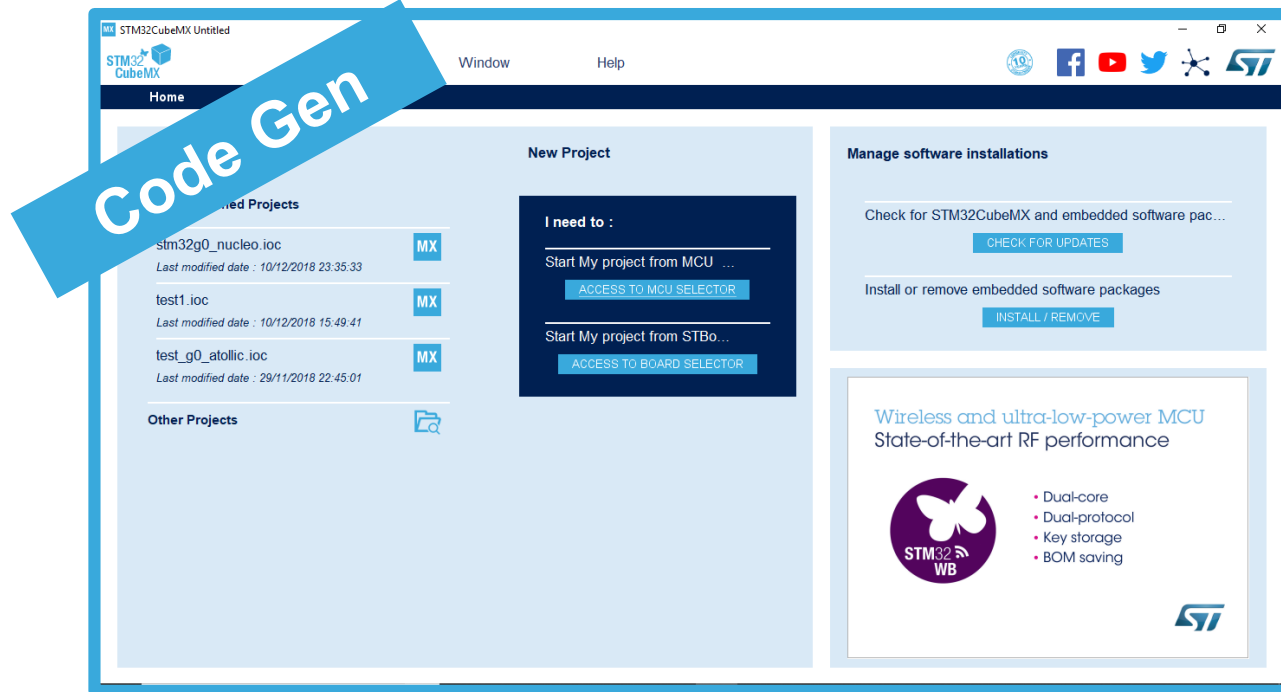 MX STM32CubeMX Untitled
STM32
CubeMX
Window
Help
10
Home
Code Gen
New Project
Manage software installations
Projects
I need to :
Check for STM32CubeMX and embedded software pac...
CHECK FOR UPDATES
stm32g0_nucleo.ioc
MX
Last modified date : 10/12/2018 23:35:33
Start My project from MCU ...
ACCESS TO MCU SELECTOR
Install or remove embedded software packages
INSTALL / REMOVE
test1.ioc
MX
Last modified date : 10/12/2018 15:49:41
Start My project from STBo...
ACCESS TO BOARD SELECTOR
test_g0_atollic.ioc
MX
Last modified date : 29/11/2018 22:45:01
Other Projects
Wireless and ultra-low-power MCU
State-of-the-art RF performance
• Dual-core
• Dual-protocol
• Key storage
• BOM saving
STM32
WB
ST